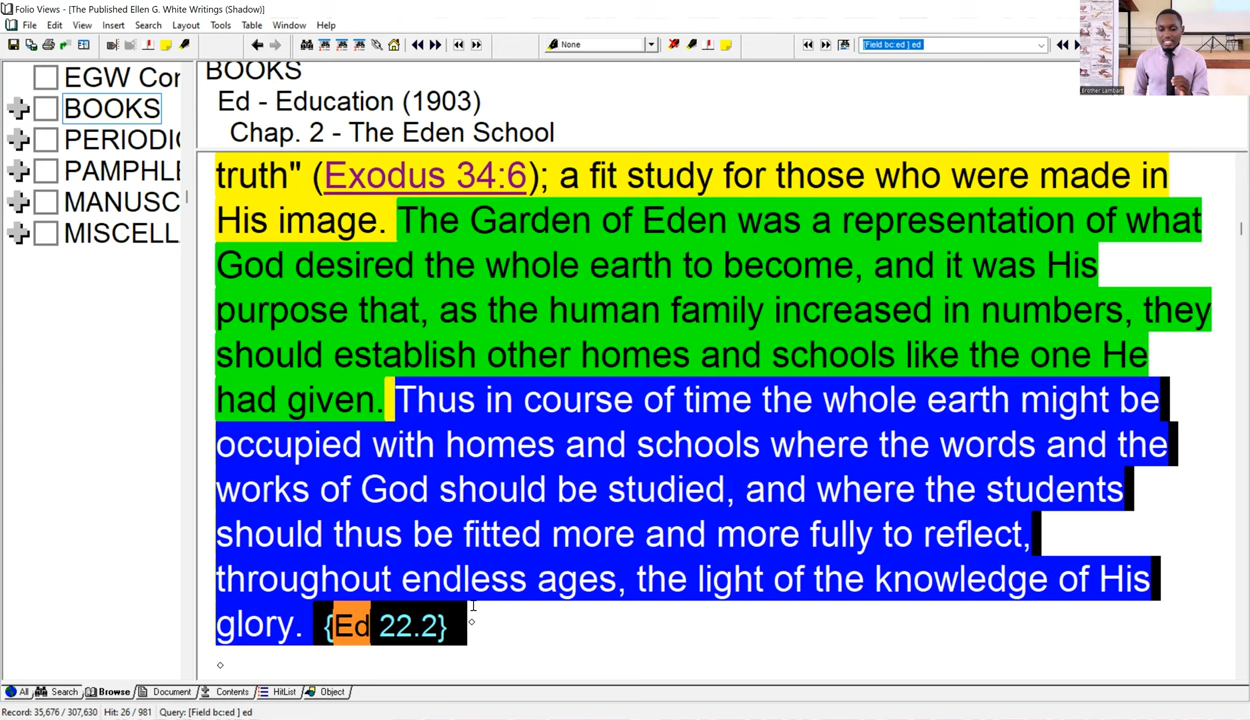 Folio Views - [The Published Ellen G. White Writings (Shadow)]
File Edit View Insert Search Layout Tools Table Window Help
None
[Field bc:ed ] ed
EGW Cor
BOOKS
PERIODI
PAMPHLE
MANUSC
MISCELL
BOOKS
Ed - Education (1903)
Chap. 2 - The Eden School
truth" (Exodus 34:6); a fit study for those who were made in
His image. The Garden of Eden was a representation of what
God desired the whole earth to become, and it was His
purpose that, as the human family increased in numbers, they
should establish other homes and schools like the one He
had given. Thus in course of time the whole earth might be
occupied with homes and schools where the words and the
works of God should be studied, and where the students
should thus be fitted more and more fully to reflect,
throughout endless ages, the light of the knowledge of His
glory. {Ed 22.2}
Brother Lambert
All Search Browse Document Contents HitList Object
Record: 35,676 / 307,630 Hit: 26 / 981 Query: [Field bc:ed ] ed